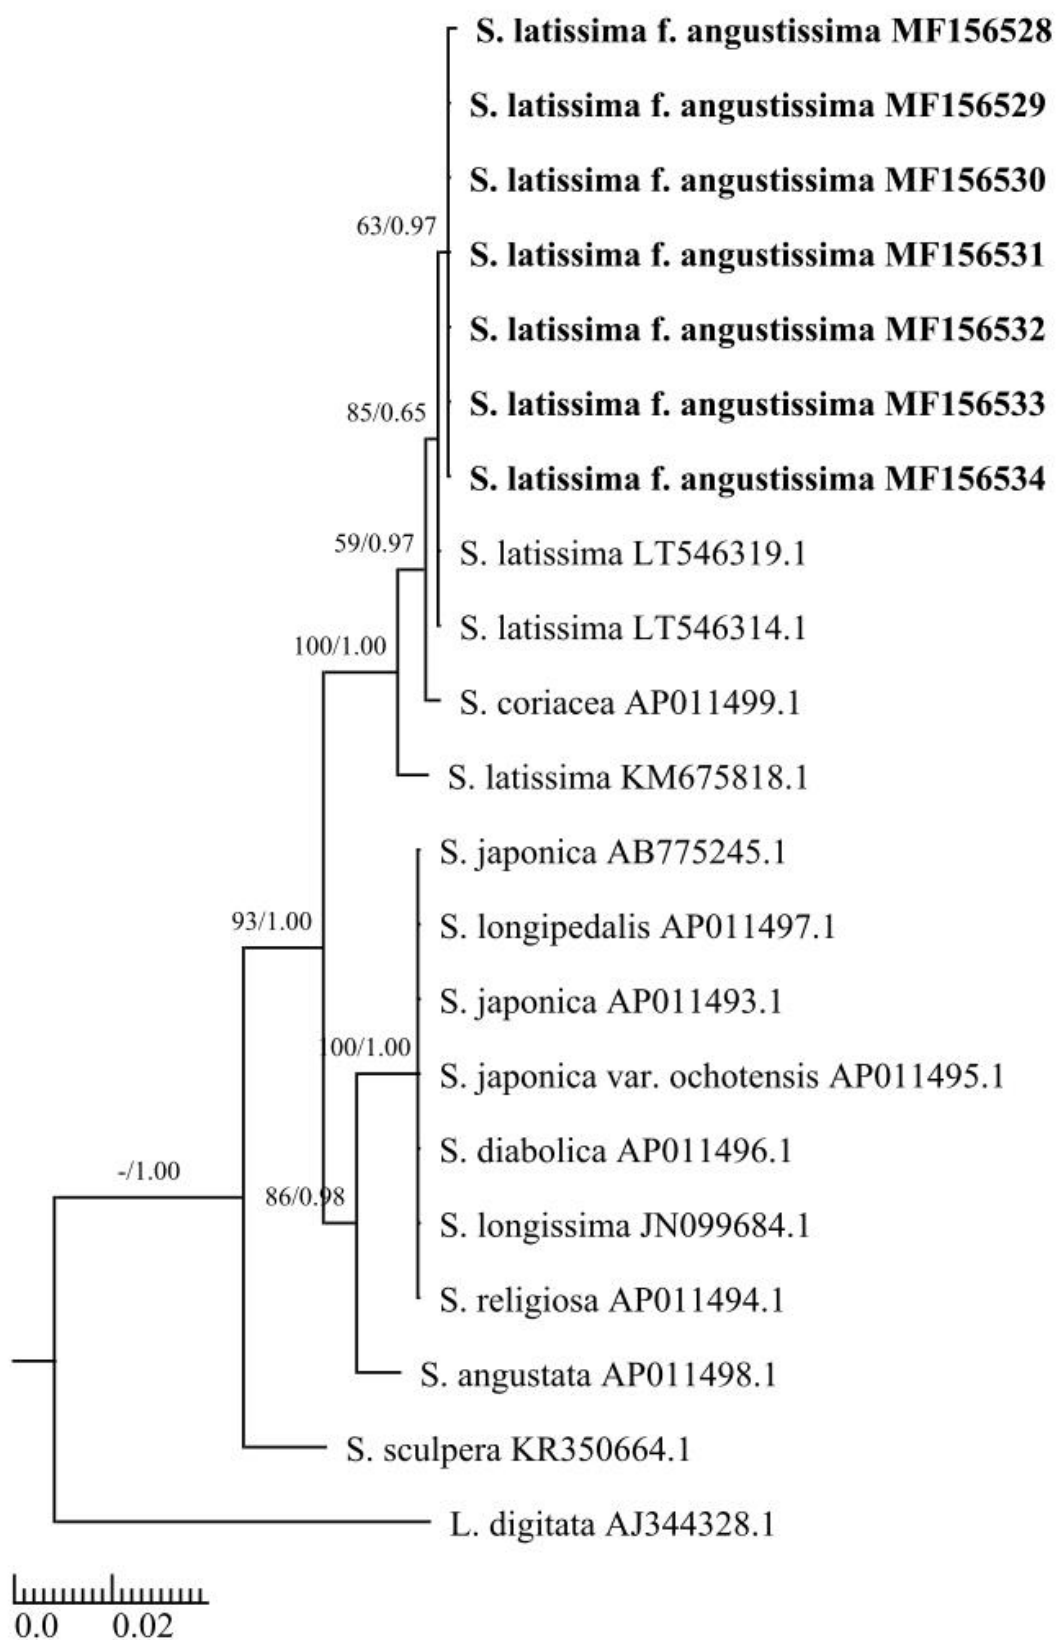 S. latissima f. angustissima MF156528
S. latissima f. angustissima MF156529
S. latissima f. angustissima MF156530
63/0.97
S. latissima f. angustissima MF156531
S. latissima f. angustissima MF156532
85/0.65
S. latissima f. angustissima MF156533
S. latissima f. angustissima MF156534
59/0.97
S. latissima LT546319.1
S. latissima LT546314.1
100/1.00
S. coriacea AP011499.1
S. latissima KM675818.1
S. japonica AB775245.1
93/1.00
S. longipedalis AP011497.1
S. japonica AP011493.1
100/1.00
S. japonica var. ochotensis AP011495.1
S. diabolica AP011496.1
-/1.00
86/0.98
S. longissima JN099684.1
S. religiosa AP011494.1
S. angustata AP011498.1
S. sculpera KR350664.1
L. digitata AJ344328.1
0.0 0.02